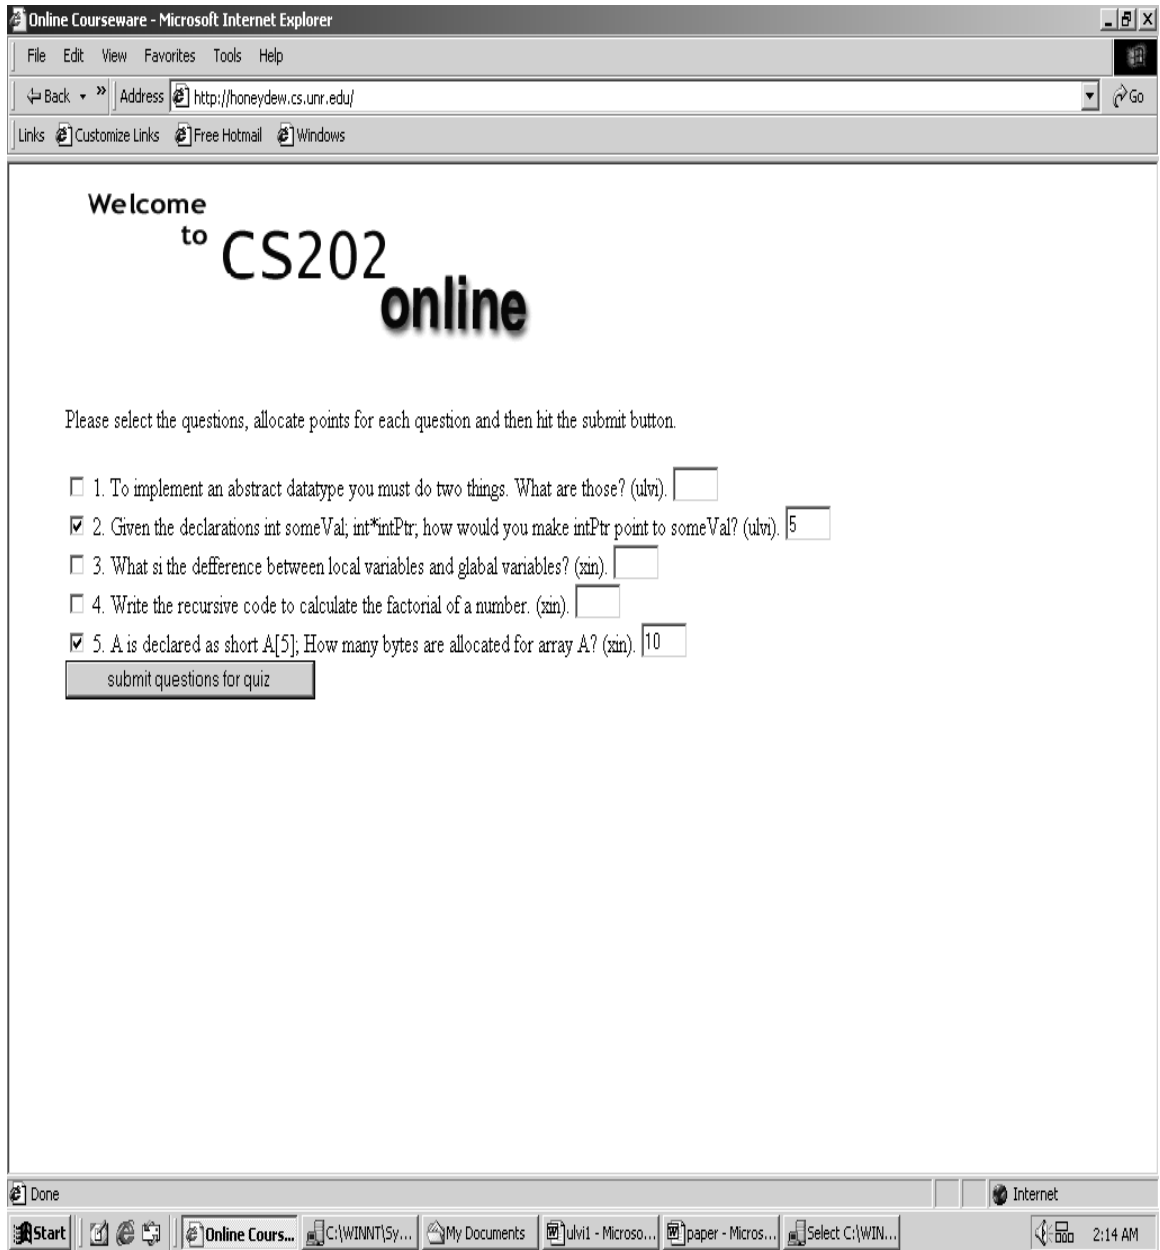 Online Courseware - Microsoft Internet Explorer
File Edit View Favorites Tools Help
Back » Address http://honeydew.cs.unr.edu/ Go
Links Customize Links Free Hotmail Windows
Welcome
to CS202
online
Please select the questions, allocate points for each question and then hit the submit button.
1. To implement an abstract datatype you must do two things. What are those? (ulvi).
2. Given the declarations int someVal; int*intPtr; how would you make intPtr point to someVal? (ulvi). 5
3. What si the defference between local variables and glabal variables? (xin).
4. Write the recursive code to calculate the factorial of a number. (xin).
5. A is declared as short A[5]; How many bytes are allocated for array A? (xin). 10
submit questions for quiz
Done Internet
Start Online Cours... C:\WINNT\Sy... My Documents ulvi1 - Microso... paper - Micros... Select C:\WIN... 2:14 AM